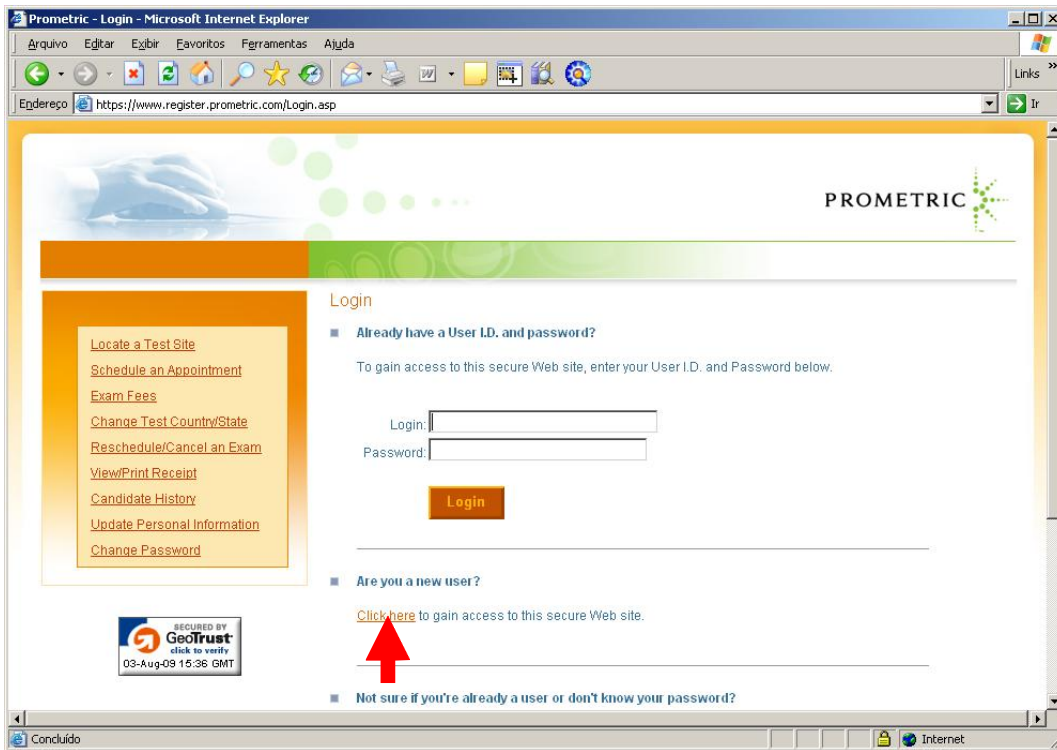 Prometric - Login - Microsoft Internet Explorer
Arquivo Editar Exibir Favoritos Ferramentas Ajuda
Links »
Endereço https://www.register.prometric.com/Login.asp Ir
PROMETRIC
Login
Already have a User I.D. and password?
To gain access to this secure Web site, enter your User I.D. and Password below.
Login:
Password:
Login
Are you a new user?
Click here to gain access to this secure Web site.
Not sure if you're already a user or don't know your password?
Locate a Test Site
Schedule an Appointment
Exam Fees
Change Test Country/State
Reschedule/Cancel an Exam
View/Print Receipt
Candidate History
Update Personal Information
Change Password
SECURED BY
GeoTrust
click to verify
03-Aug-09 15:36 GMT
Concluído Internet